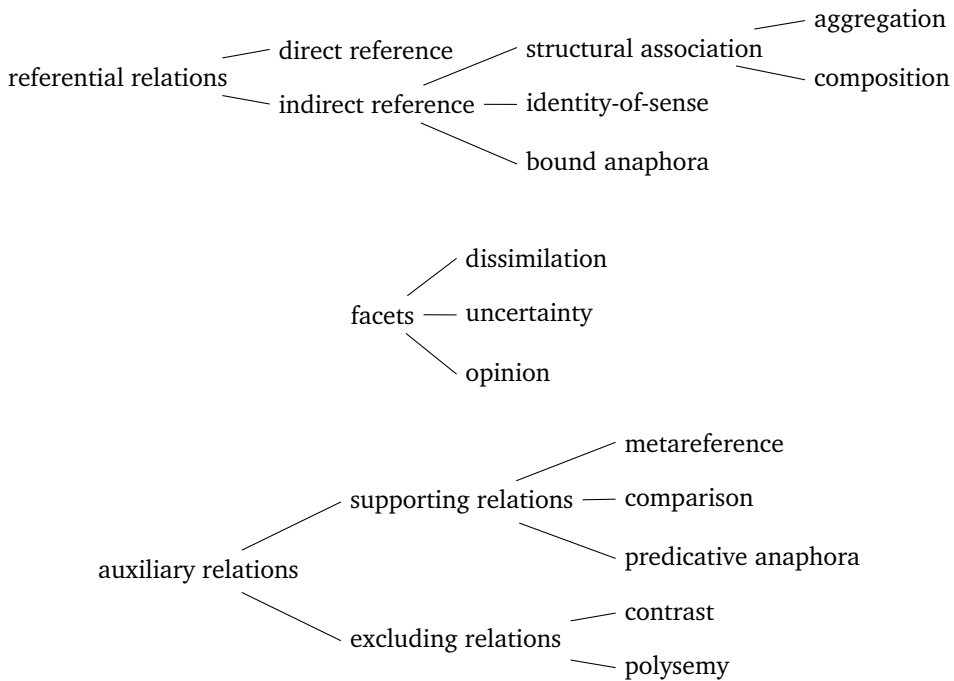 aggregation
direct reference
structural association
referential relations
composition
indirect reference
identity-of-sense
bound anaphora
dissimilation
facets
uncertainty
opinion
metareference
supporting relations
comparison
predicative anaphora
auxiliary relations
contrast
excluding relations
polysemy